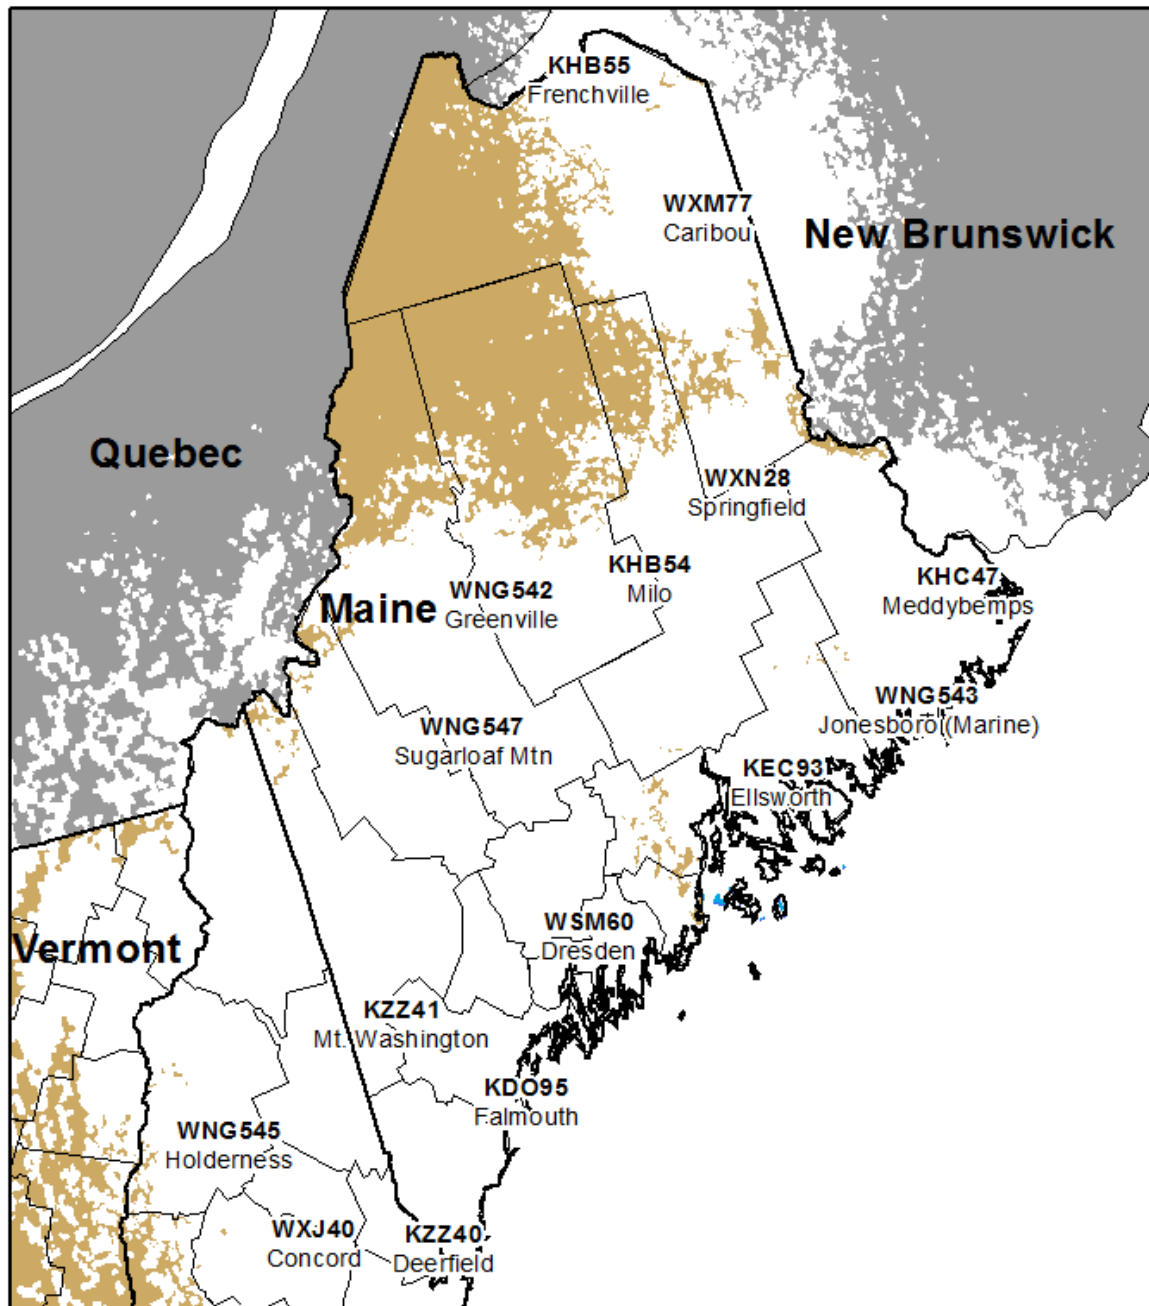 KHB55
Frenchville
WXM77
Caribou
New Brunswick
Quebec
WXN28
Springfield
KHB54
Milo
KHC47
Meddybemps
WNG542
Greenville
Maine
WNG543
Jonesboro (Marine)
WNG547
Sugarloaf Mtn
KEC93
Ellsworth
WSM60
Dresden
Vermont
KZZ41
Mt. Washington
KDO95
Falmouth
WNG545
Holderness
WXJ40
Concord
KZZ40
Deerfield